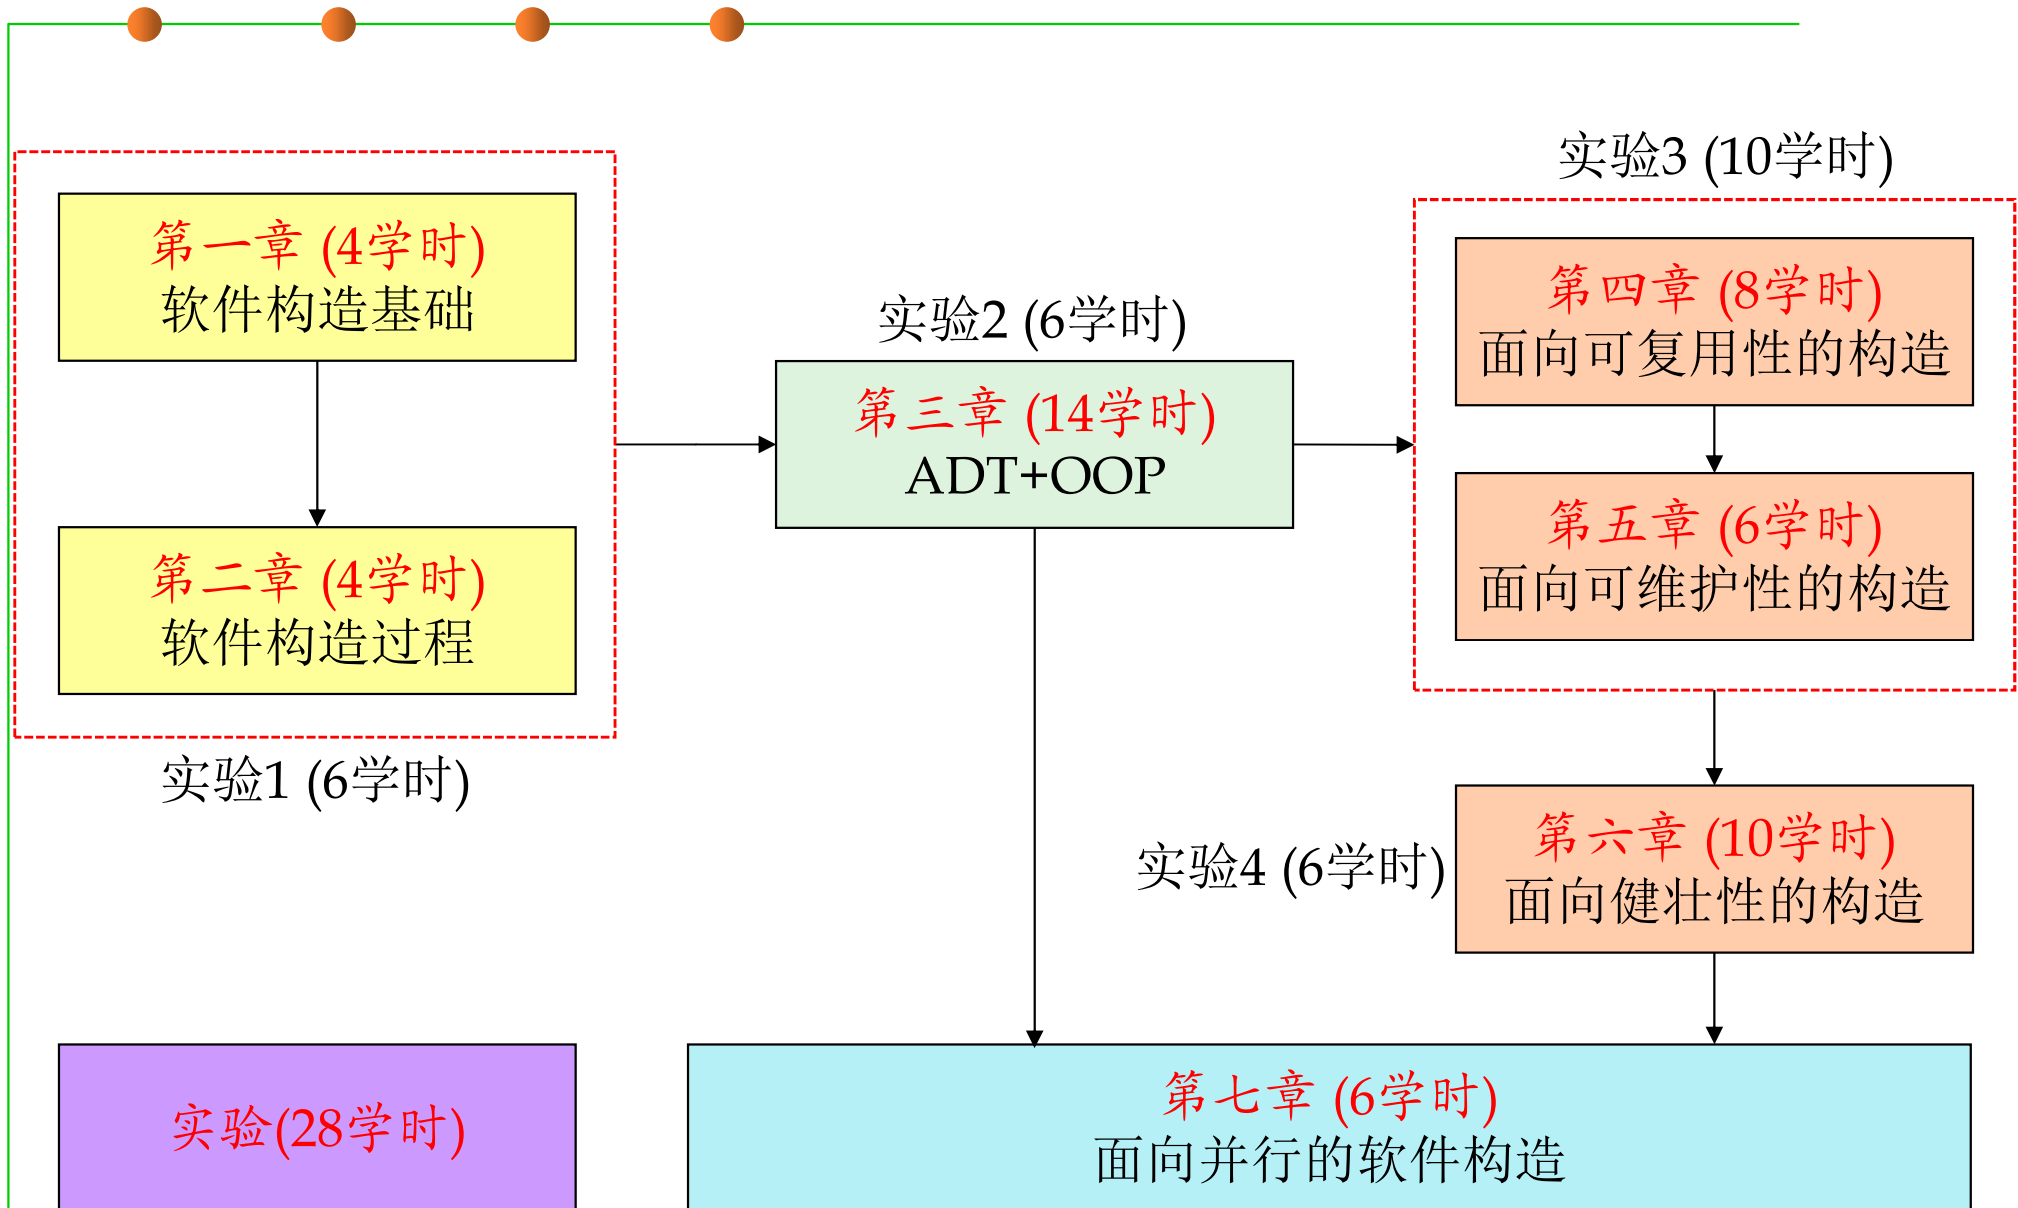 第一章 (4学时)
软件构造基础
第二章 (4学时)
软件构造过程
实验1 (6学时)
实验2 (6学时)
第三章 (14学时)
ADT+OOP
实验3 (10学时)
第四章 (8学时)
面向可复用性的构造
第五章 (6学时)
面向可维护性的构造
实验4 (6学时)
第六章 (10学时)
面向健壮性的构造
实验(28学时)
第七章 (6学时)
面向并行的软件构造